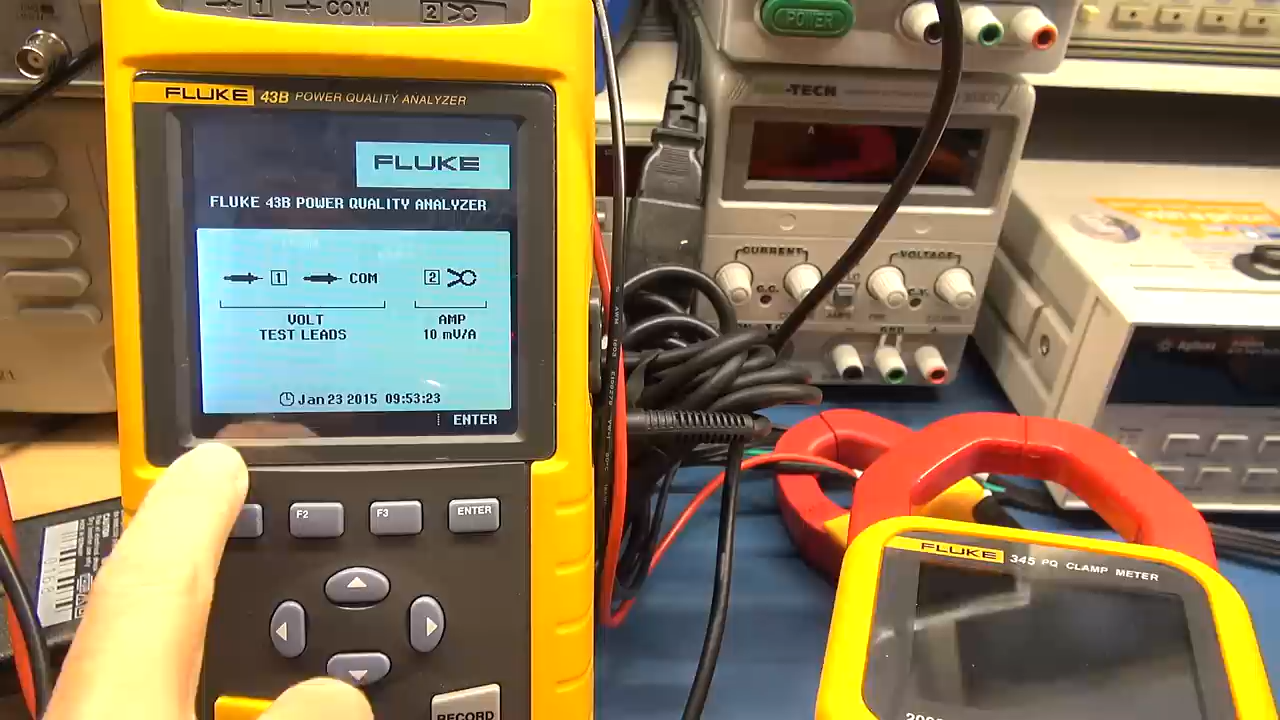 1 COM 2
FLUKE 43B POWER QUALITY ANALYZER
FLUKE
FLUKE 43B POWER QUALITY ANALYZER
1 COM 2
VOLT AMP
TEST LEADS 10 mV/A
Jan 23 2015 09:53:23
ENTER
F2 F3 ENTER
RECORD
POWER
-TECH
A
CURRENT VOLTAGE
C.C. C.V.
Agilent
FLUKE 345 PQ CLAMP METER